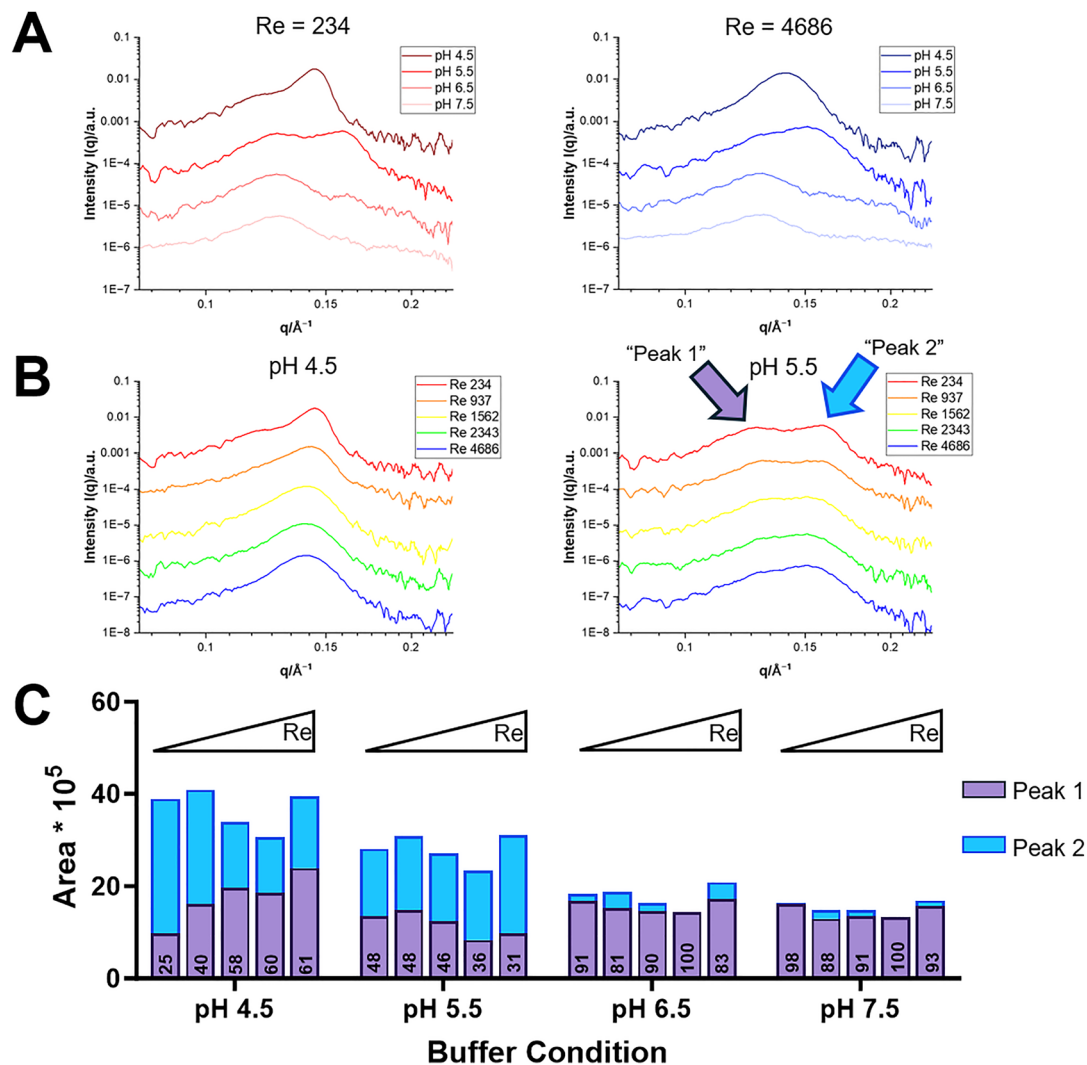 A
Re = 234
Re = 4686
0.1
0.01
0.001
1E−4
1E−5
1E−6
1E−7
Intensity I(q)/a.u.
pH 4.5
pH 5.5
pH 6.5
pH 7.5
0.1
0.15
0.2
q/Å⁻¹
0.1
0.01
0.001
1E−4
1E−5
1E−6
1E−7
Intensity I(q)/a.u.
pH 4.5
pH 5.5
pH 6.5
pH 7.5
0.1
0.15
0.2
q/Å⁻¹
B
pH 4.5
"Peak 1"
pH 5.5
"Peak 2"
0.1
0.01
0.001
1E−4
1E−5
1E−6
1E−7
1E−8
Intensity I(q)/a.u.
Re 234
Re 937
Re 1562
Re 2343
Re 4686
0.1
0.15
0.2
q/Å⁻¹
0.1
0.01
0.001
1E−4
1E−5
1E−6
1E−7
1E−8
Intensity I(q)/a.u.
Re 234
Re 937
Re 1562
Re 2343
Re 4686
0.1
0.15
0.2
q/Å⁻¹
C
60
40
20
0
Area * 10⁵
Re
Re
Re
Re
Peak 1
Peak 2
25 40 58 60 61
48 48 46 36 31
91 81 90 100 83
98 88 91 100 93
pH 4.5
pH 5.5
pH 6.5
pH 7.5
Buffer Condition